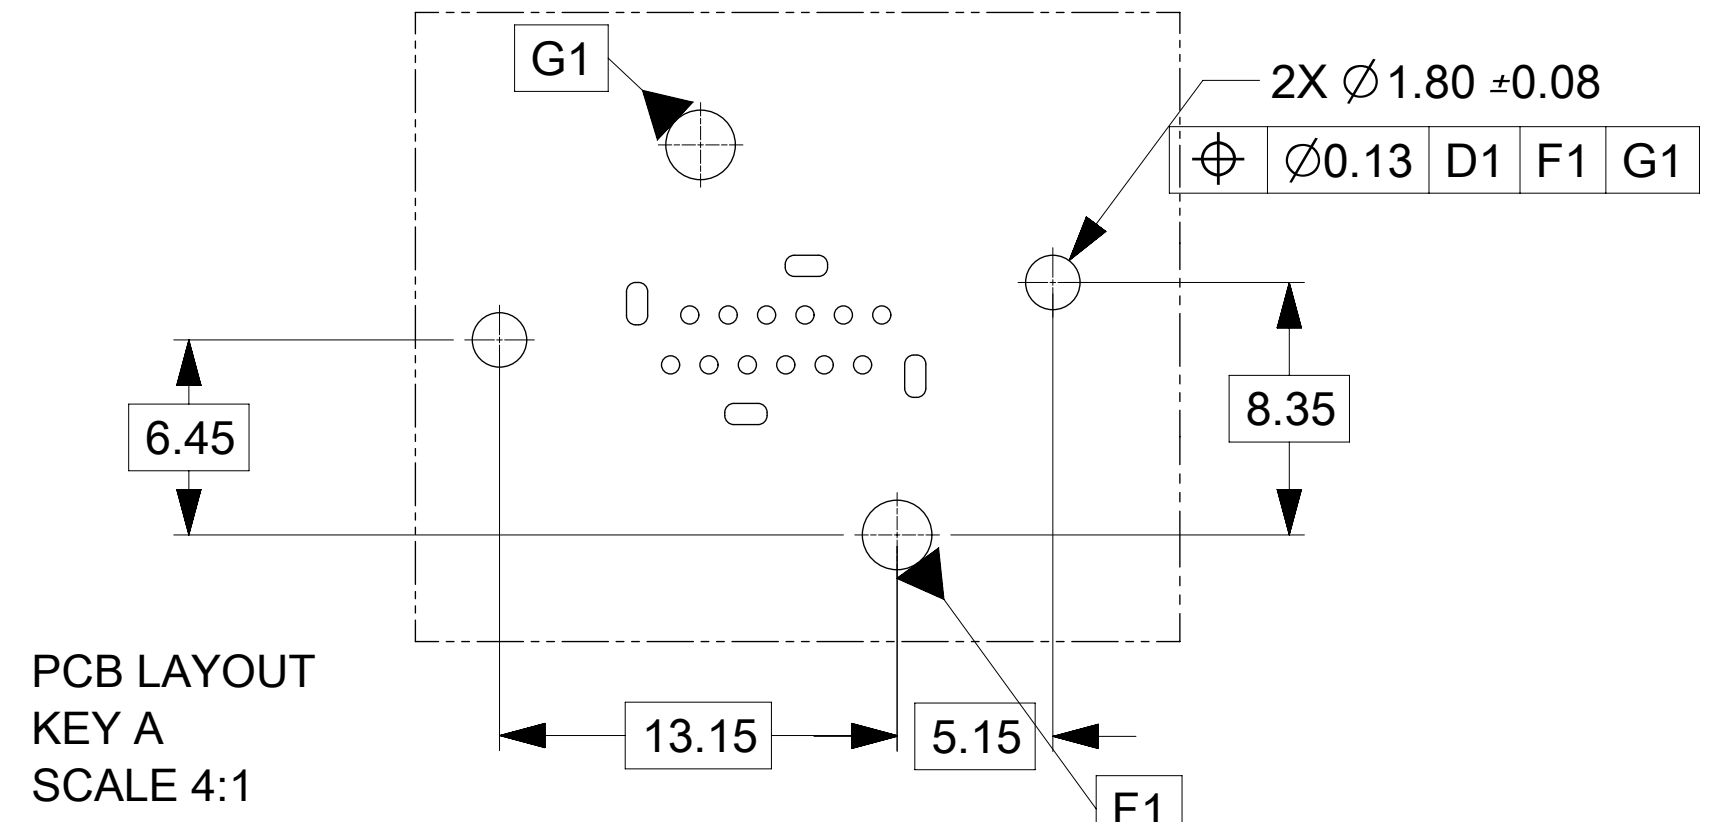 G1
2X ∅1.80 ±0.08
⌖ ∅0.13 D1 F1 G1
6.45
8.35
13.15
5.15
F1
PCB LAYOUT
KEY A
SCALE 4:1